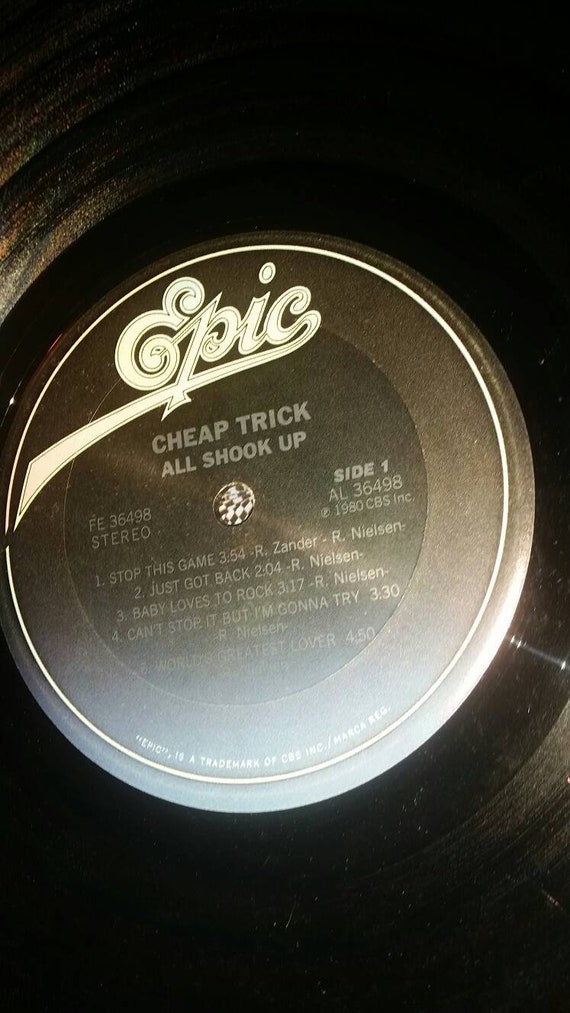 Epic
CHEAP TRICK
ALL SHOOK UP
SIDE 1
AL 36498
℗ 1980 CBS Inc.
FE 36498
STEREO
1. STOP THIS GAME 3:54 -R. Zander - R. Nielsen-
2. JUST GOT BACK 2:04 -R. Nielsen-
3. BABY LOVES TO ROCK 3:17 -R. Nielsen-
4. CAN'T STOP IT BUT I'M GONNA TRY 3:30
-R. Nielsen-
5. WORLD'S GREATEST LOVER 4:50
"EPIC", IS A TRADEMARK OF CBS INC./MARCA REG.